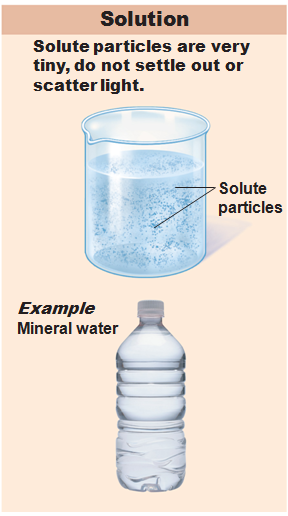 Solution
Solute particles are very
tiny, do not settle out or
scatter light.
Solute
particles
Example
Mineral water